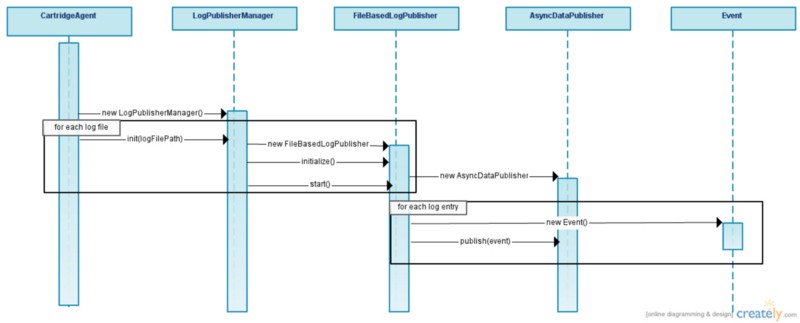 CartridgeAgent
LogPublisherManager
FileBasedLogPublisher
AsyncDataPublisher
Event
new LogPublisherManager()
for each log file
init(logFilePath)
new FileBasedLogPublisher
initialize()
new AsyncDataPublisher
start()
for each log entry
new Event()
publish(event)
[online diagramming & design] creately.com